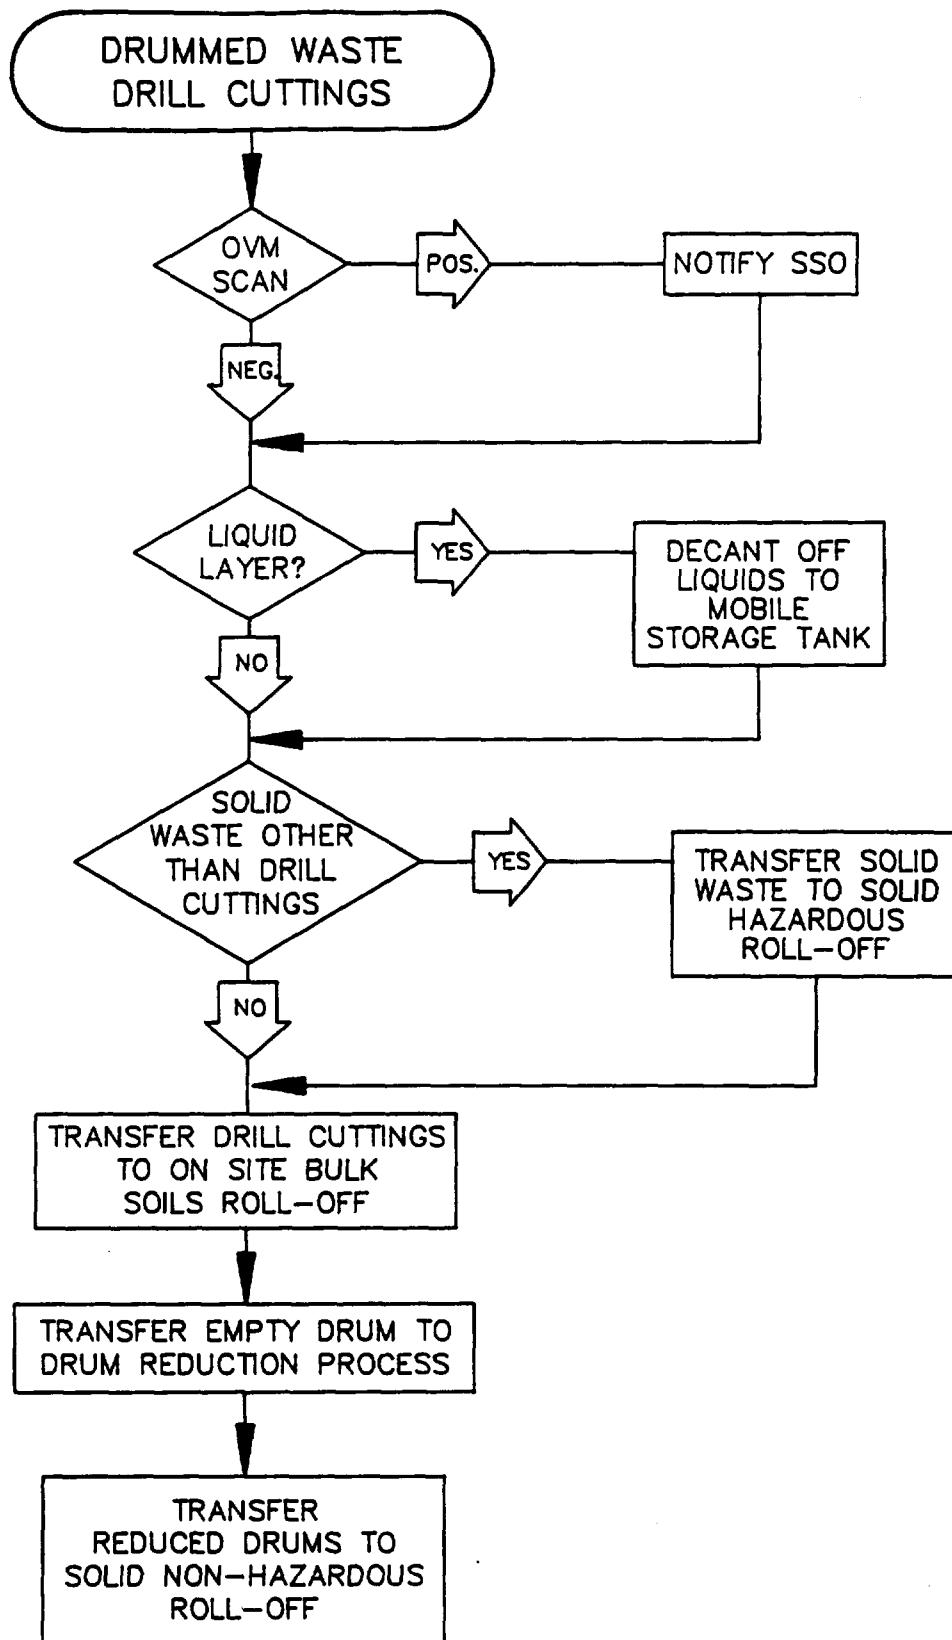 DRUMMED WASTE
DRILL CUTTINGS
OVM
SCAN
POS.
NOTIFY SSO
NEG.
LIQUID
LAYER?
YES
DECANT OFF
LIQUIDS TO
MOBILE
STORAGE TANK
NO
SOLID
WASTE OTHER
THAN DRILL
CUTTINGS
YES
TRANSFER SOLID
WASTE TO SOLID
HAZARDOUS
ROLL-OFF
NO
TRANSFER DRILL CUTTINGS
TO ON SITE BULK
SOILS ROLL-OFF
TRANSFER EMPTY DRUM TO
DRUM REDUCTION PROCESS
TRANSFER
REDUCED DRUMS TO
SOLID NON-HAZARDOUS
ROLL-OFF